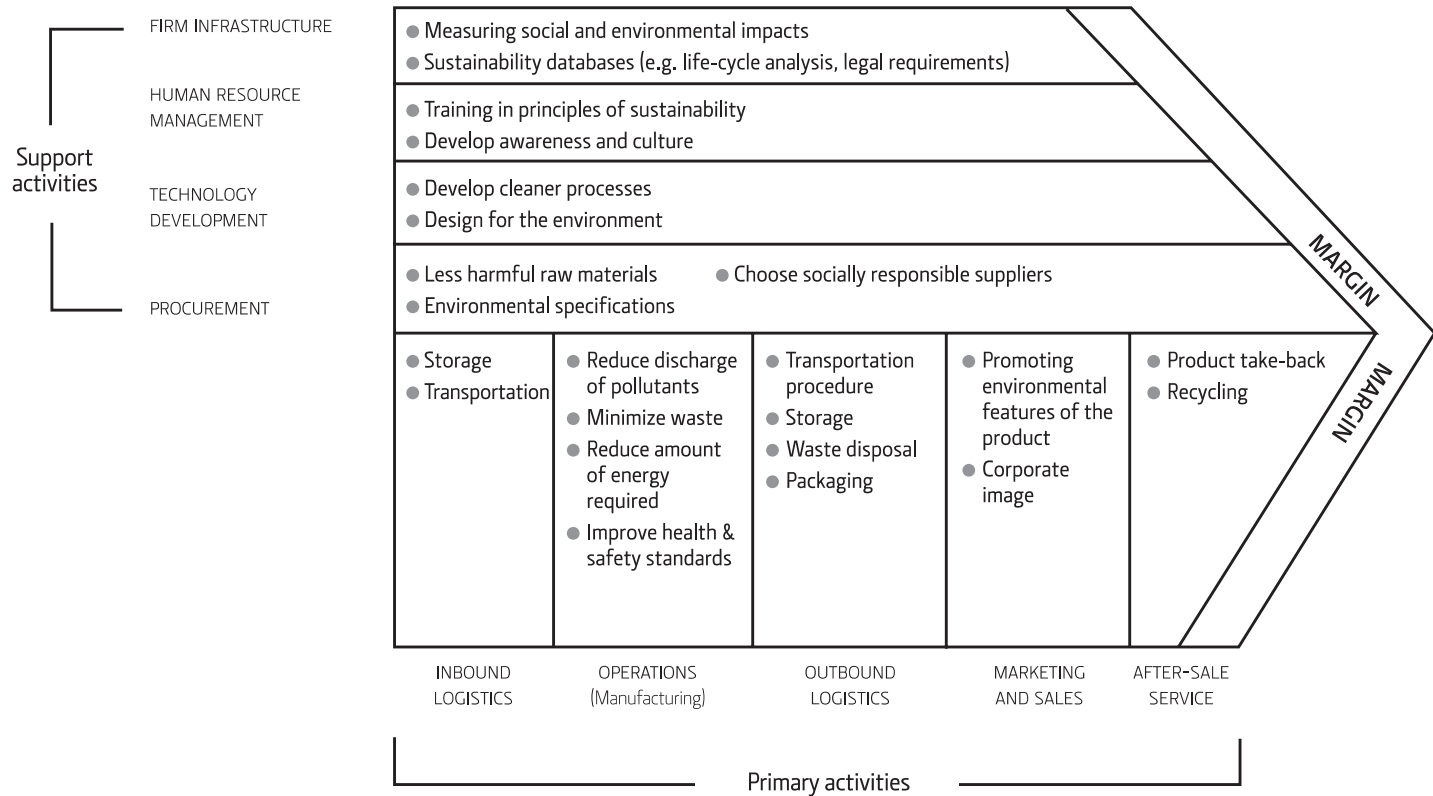 FIRM INFRASTRUCTURE
Measuring social and environmental impacts
Sustainability databases (e.g. life-cycle analysis, legal requirements)
HUMAN RESOURCE
MANAGEMENT
Training in principles of sustainability
Develop awareness and culture
Support
activities
TECHNOLOGY
DEVELOPMENT
Develop cleaner processes
Design for the environment
PROCUREMENT
Less harmful raw materials
Choose socially responsible suppliers
Environmental specifications
MARGIN
MARGIN
Storage
Transportation
Reduce discharge
of pollutants
Minimize waste
Reduce amount
of energy
required
Improve health &
safety standards
Transportation
procedure
Storage
Waste disposal
Packaging
Promoting
environmental
features of the
product
Corporate
image
Product take-back
Recycling
INBOUND
LOGISTICS
OPERATIONS
(Manufacturing)
OUTBOUND
LOGISTICS
MARKETING
AND SALES
AFTER-SALE
SERVICE
Primary activities